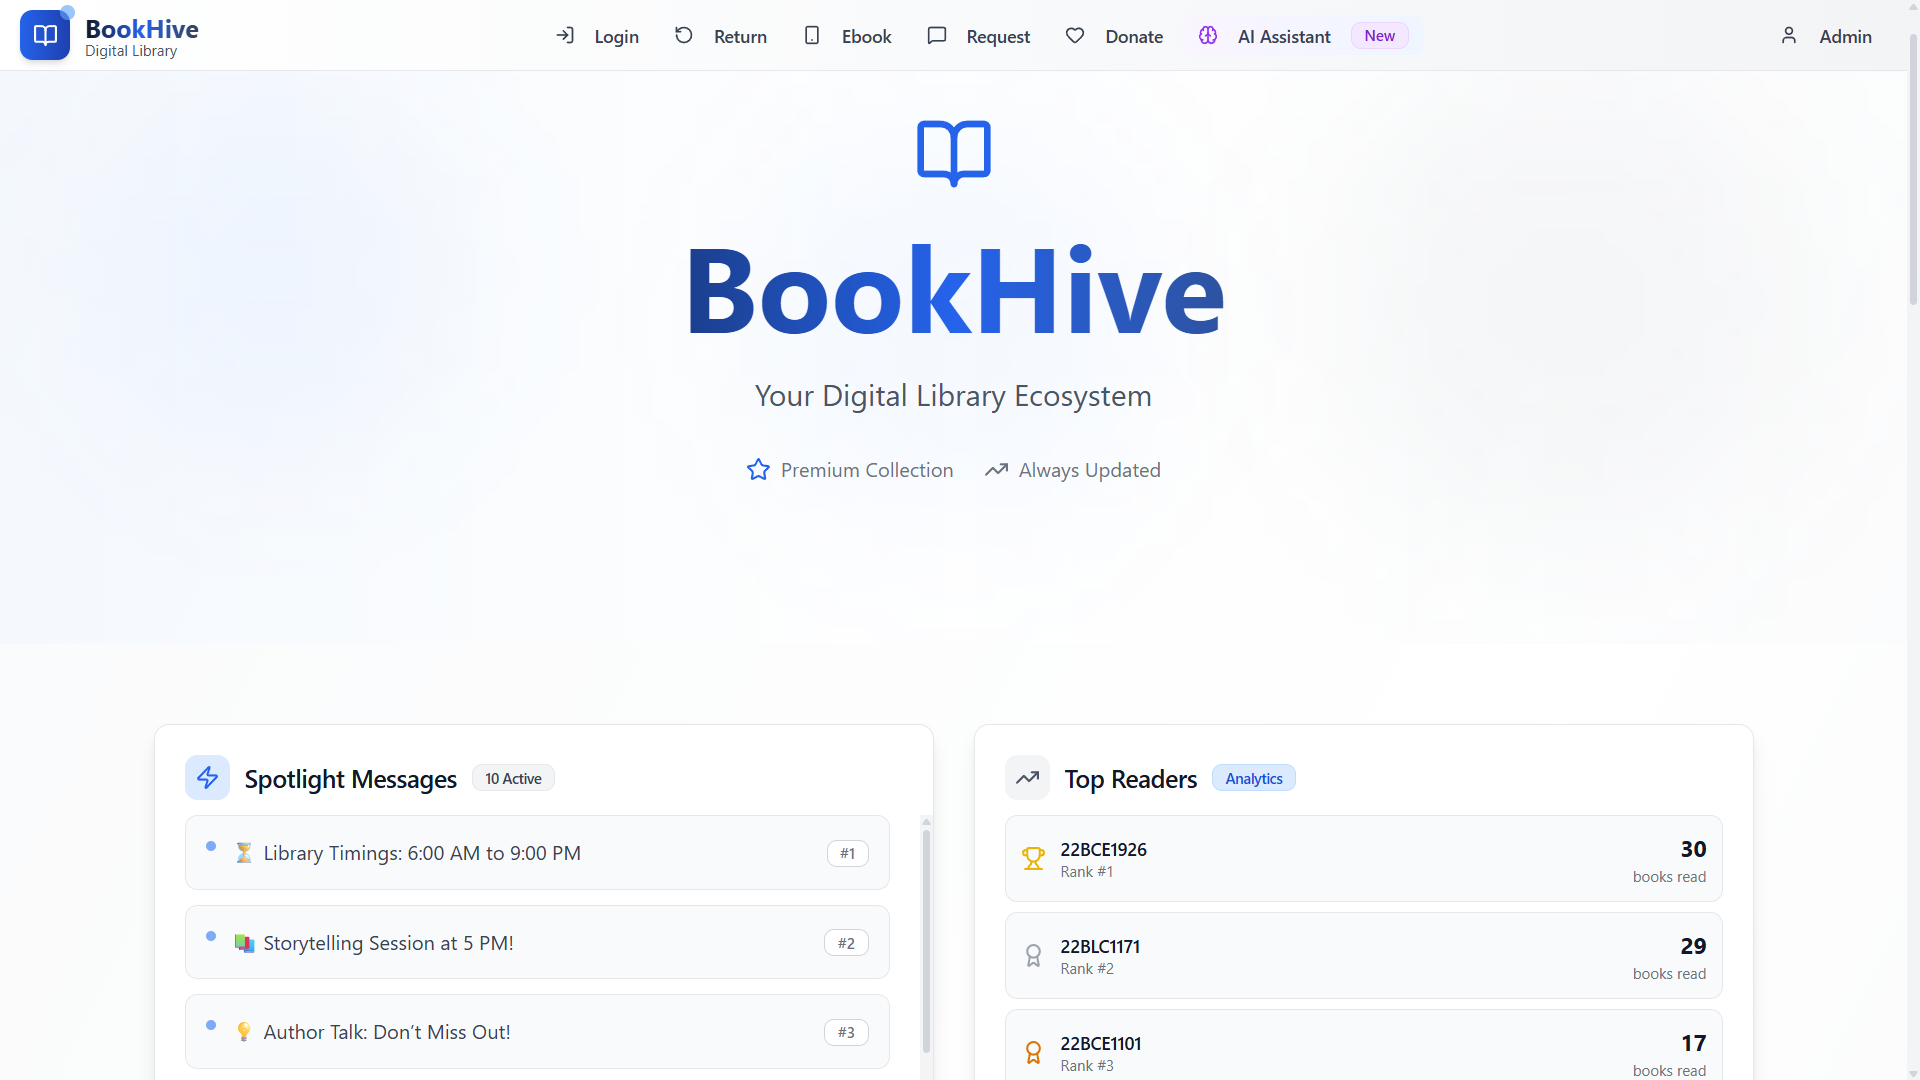 BookHive
Digital Library
Login
Return
Ebook
Request
Donate
AI Assistant
New
Admin
BookHive
Your Digital Library Ecosystem
Premium Collection
Always Updated
Spotlight Messages
10 Active
⏳ Library Timings: 6:00 AM to 9:00 PM
#1
📚 Storytelling Session at 5 PM!
#2
💡 Author Talk: Don’t Miss Out!
#3
Top Readers
Analytics
22BCE1926
Rank #1
30
books read
22BLC1171
Rank #2
29
books read
22BCE1101
Rank #3
17
books read